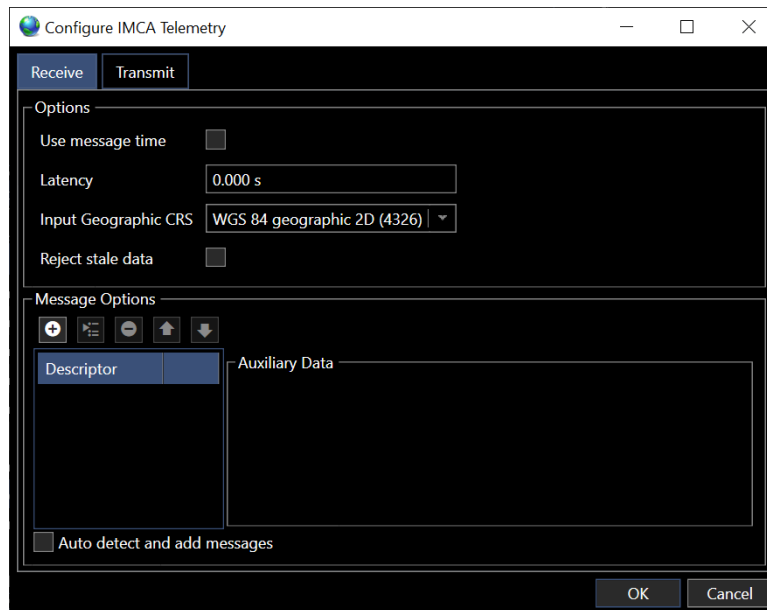 Configure IMCA Telemetry
Receive Transmit
Options
Use message time
Latency 0.000 s
Input Geographic CRS WGS 84 geographic 2D (4326)
Reject stale data
Message Options
Descriptor
Auxiliary Data
Auto detect and add messages
OK Cancel